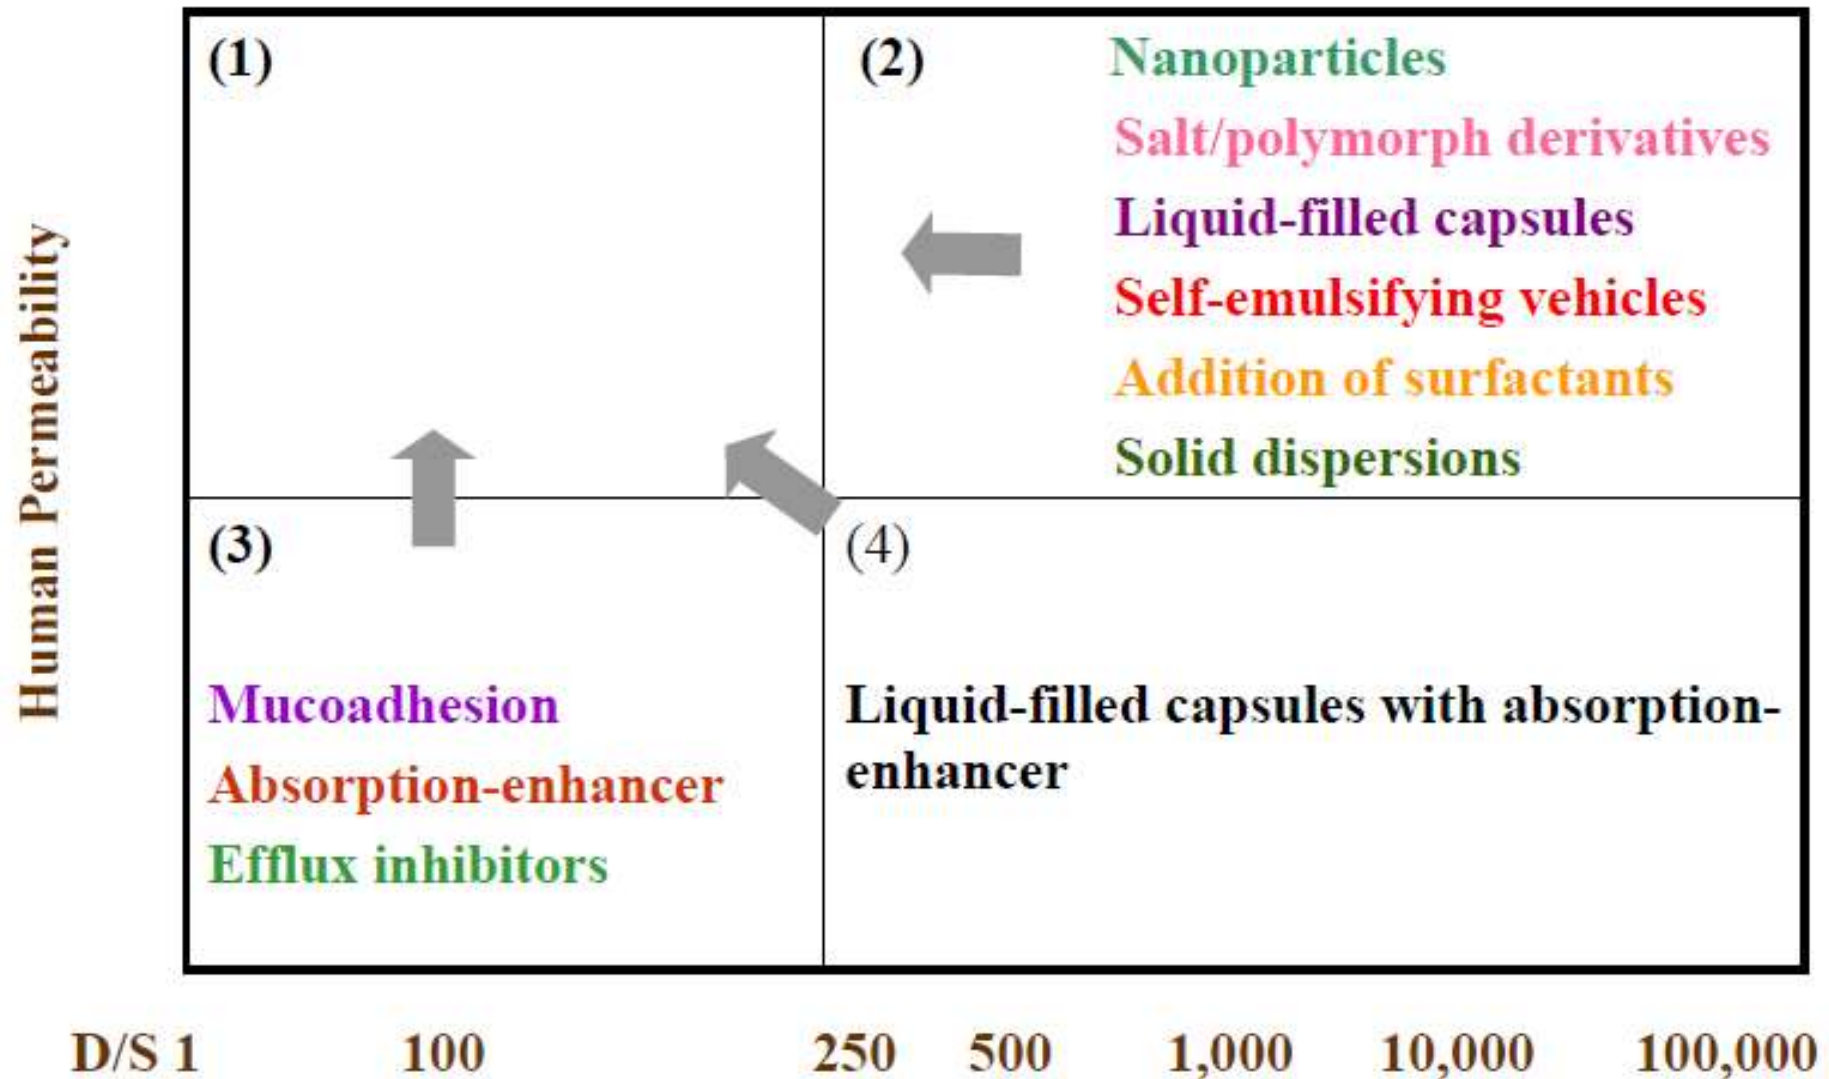 (1)
(2)
Nanoparticles
Salt/polymorph derivatives
Liquid-filled capsules
Self-emulsifying vehicles
Addition of surfactants
Solid dispersions
Human Permeability
(3)
Mucoadhesion
Absorption-enhancer
Efflux inhibitors
(4)
Liquid-filled capsules with absorption-
enhancer
D/S 1 100 250 500 1,000 10,000 100,000